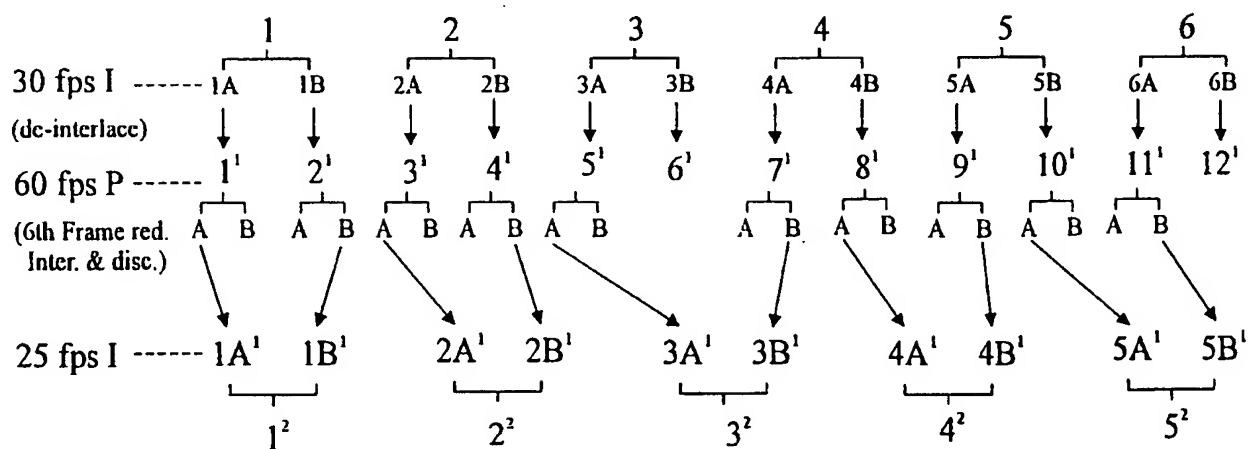 1 2 3 4 5 6
30 fps I ------ 1A 1B 2A 2B 3A 3B 4A 4B 5A 5B 6A 6B
(de-interlace)
60 fps P ------ 1¹ 2¹ 3¹ 4¹ 5¹ 6¹ 7¹ 8¹ 9¹ 10¹ 11¹ 12¹
(6th Frame red. A B A B A B A B A B A B A B A B A B A B
Inter. & disc.)
25 fps I ------ 1A¹ 1B¹ 2A¹ 2B¹ 3A¹ 3B¹ 4A¹ 4B¹ 5A¹ 5B¹
1² 2² 3² 4² 5²